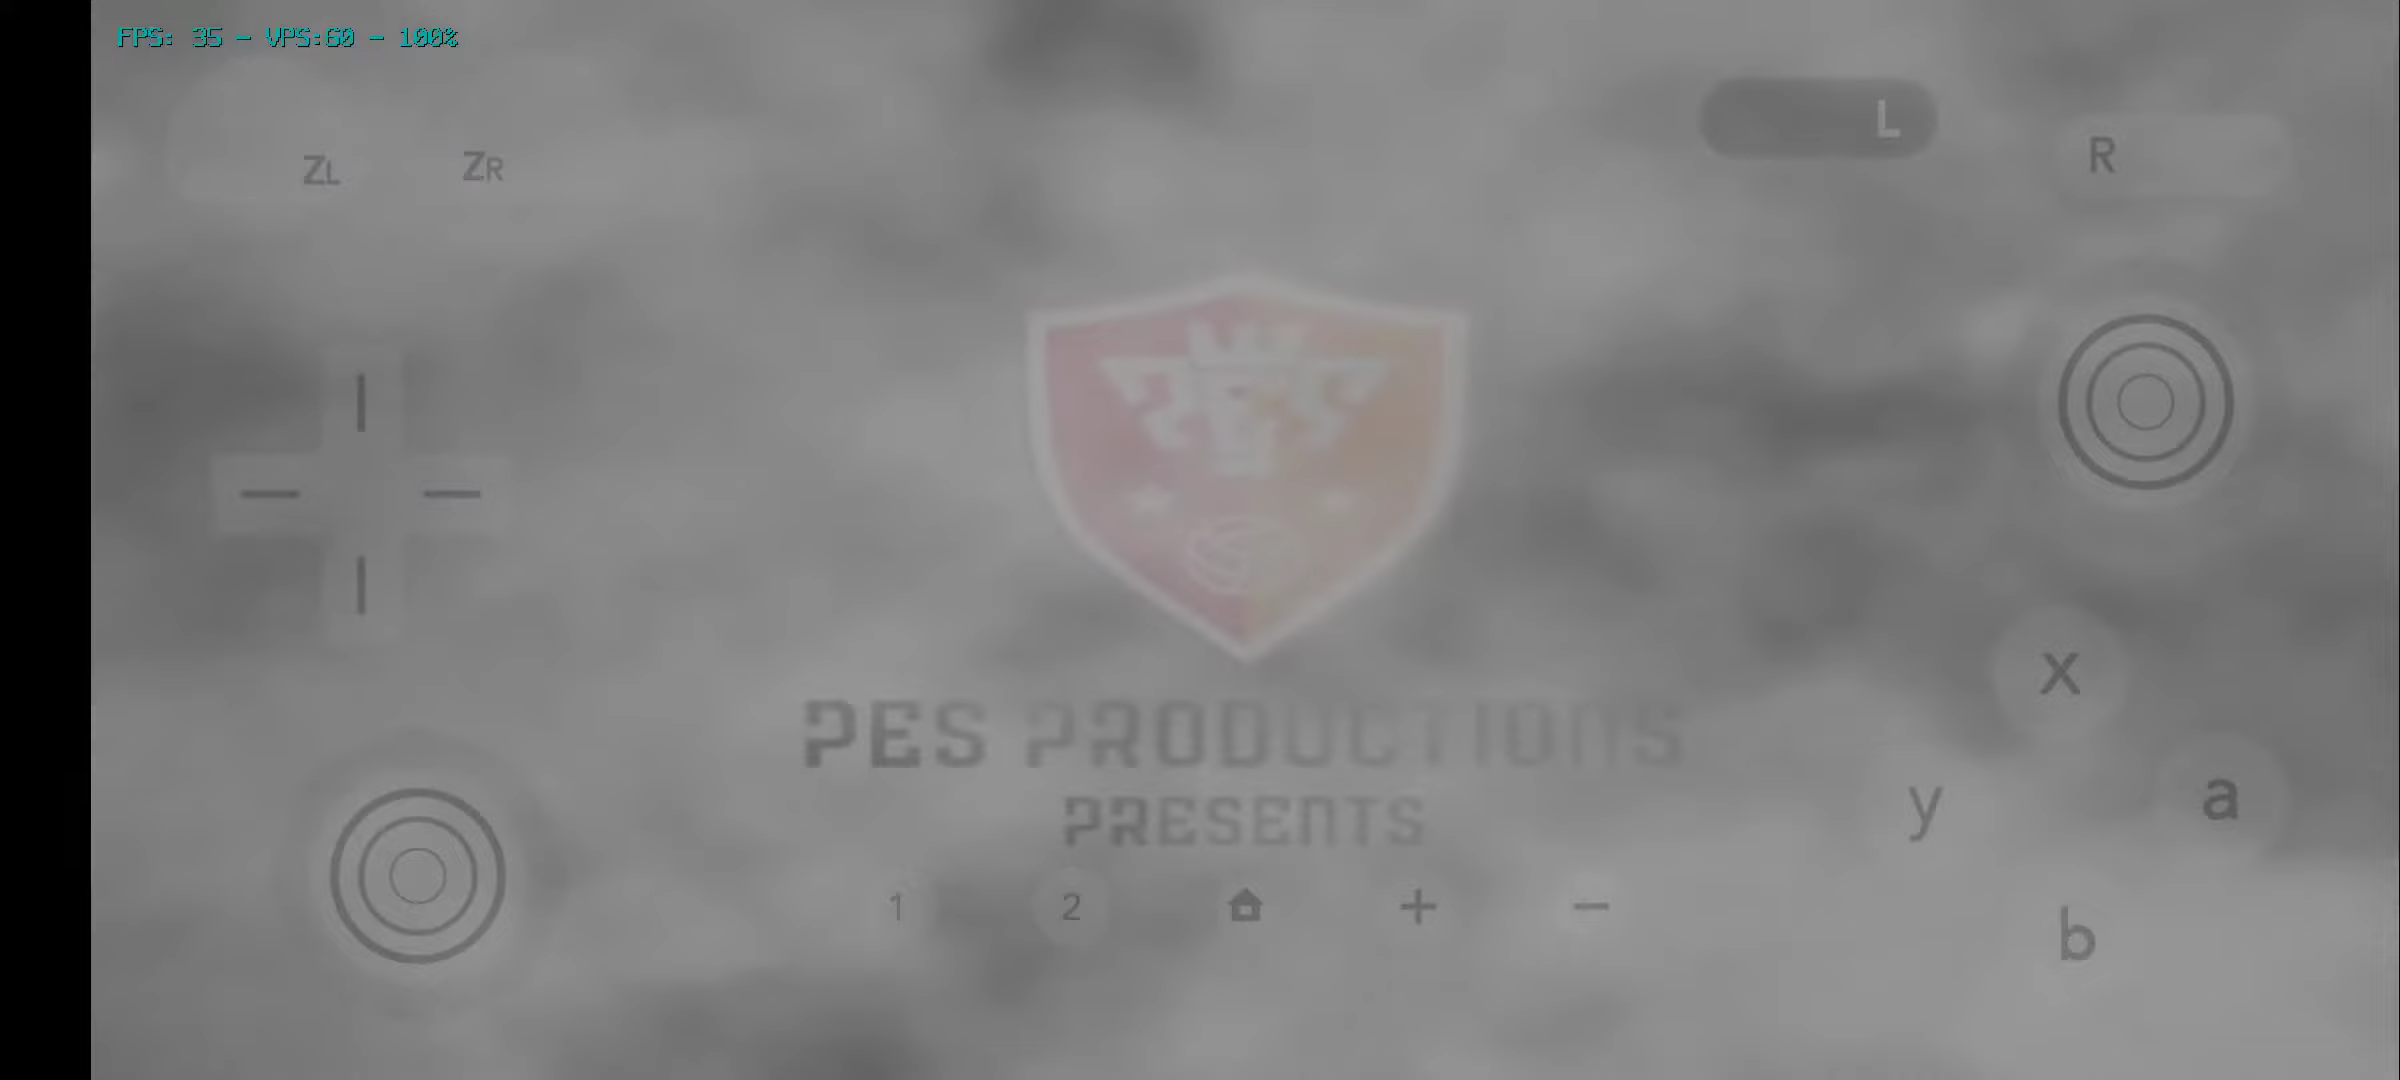 FPS: 35 - VPS:60 - 100%
ZL ZR L R
PES PRODUCTIONS
PRESENTS
X
y a
1 2 + -
b